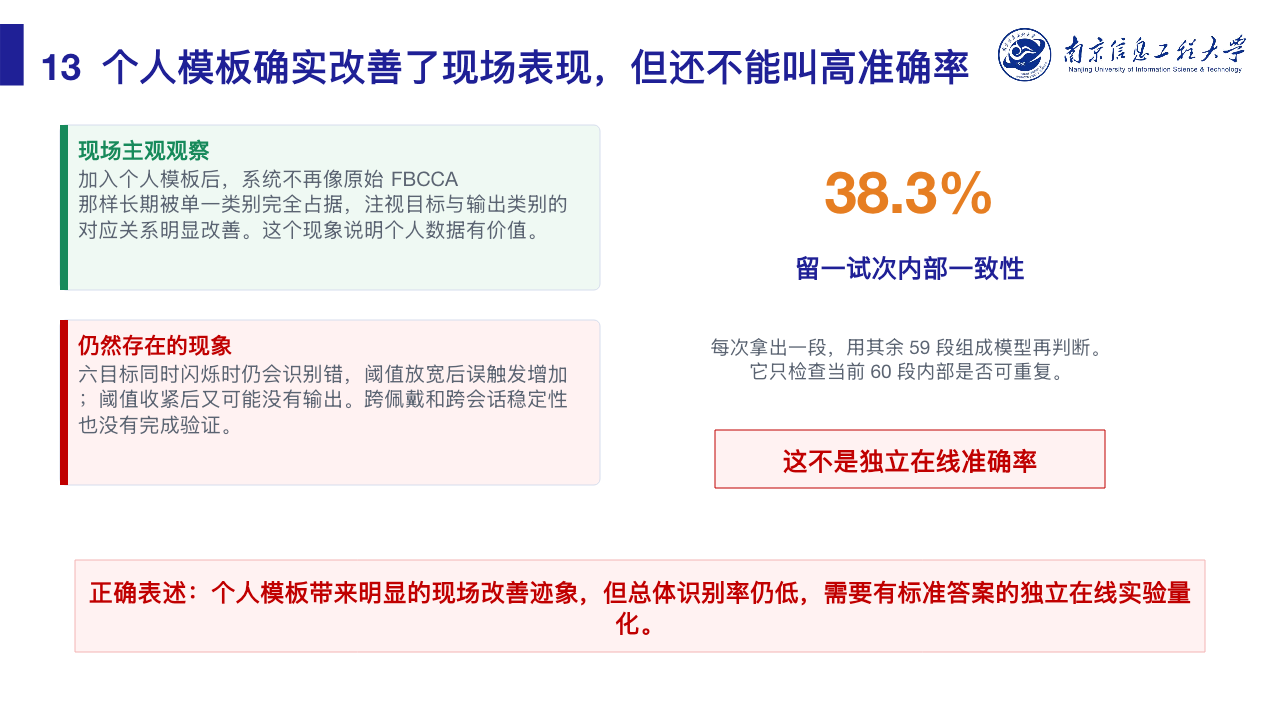 13 个人模板确实改善了现场表现，但还不能叫高准确率
南京信息工程大学
Nanjing University of Information Science & Technology
现场主观观察
加入个人模板后，系统不再像原始 FBCCA
那样长期被单一类别完全占据，注视目标与输出类别的
对应关系明显改善。这个现象说明个人数据有价值。
38.3%
留一试次内部一致性
仍然存在的现象
六目标同时闪烁时仍会识别错，阈值放宽后误触发增加
；阈值收紧后又可能没有输出。跨佩戴和跨会话稳定性
也没有完成验证。
每次拿出一段，用其余 59 段组成模型再判断。
它只检查当前 60 段内部是否可重复。
这不是独立在线准确率
正确表述：个人模板带来明显的现场改善迹象，但总体识别率仍低，需要有标准答案的独立在线实验量
化。